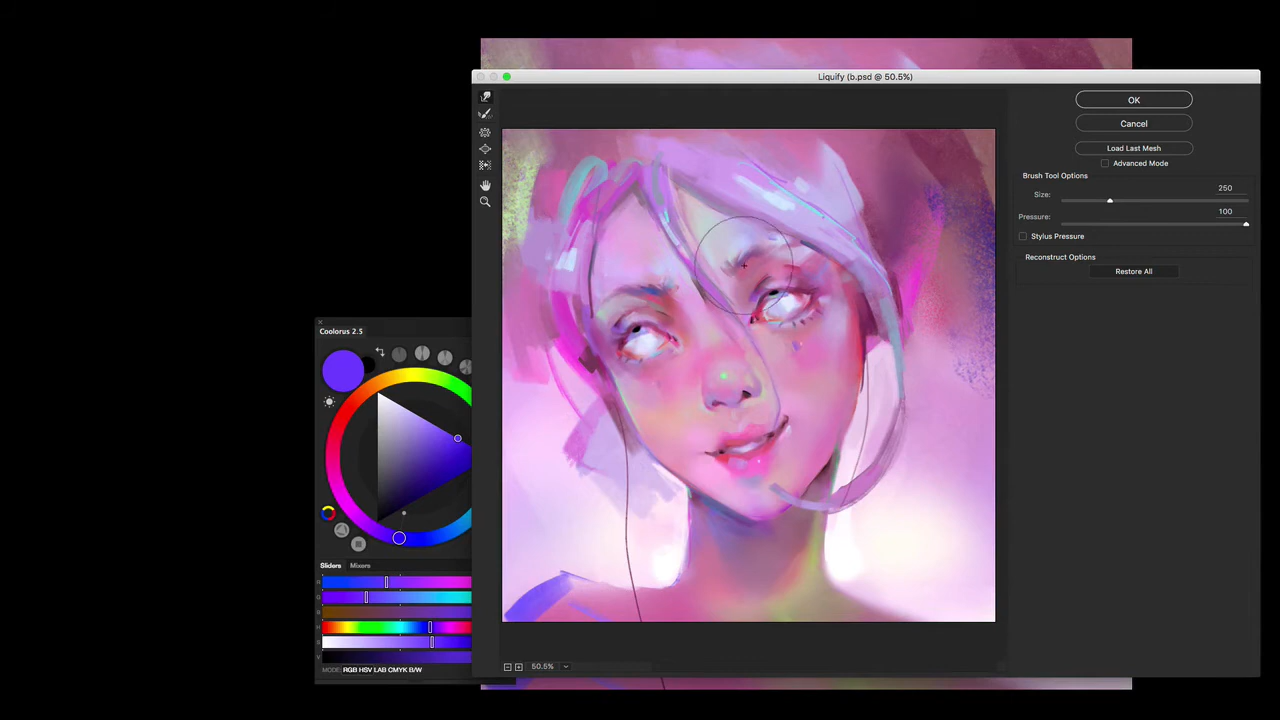 Liquify (b.psd @ 50.5%)
OK
Cancel
Load Last Mesh
Advanced Mode
Brush Tool Options
250
Size:
100
Pressure:
Stylus Pressure
Reconstruct Options
Restore All
Coolorus 2.5
Sliders Mixers
MODE: RGB HSV LAB CMYK B/W
50.5%